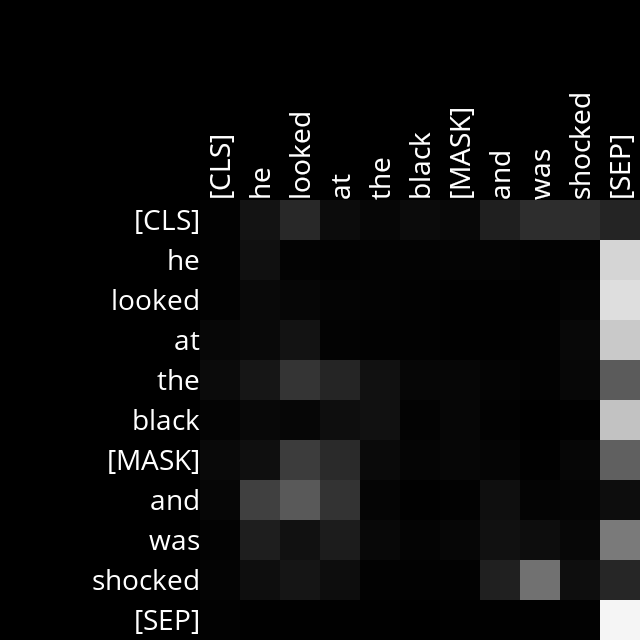 [CLS] he looked at the black [MASK] and was shocked [SEP]
[CLS]
he
looked
at
the
black
[MASK]
and
was
shocked
[SEP]